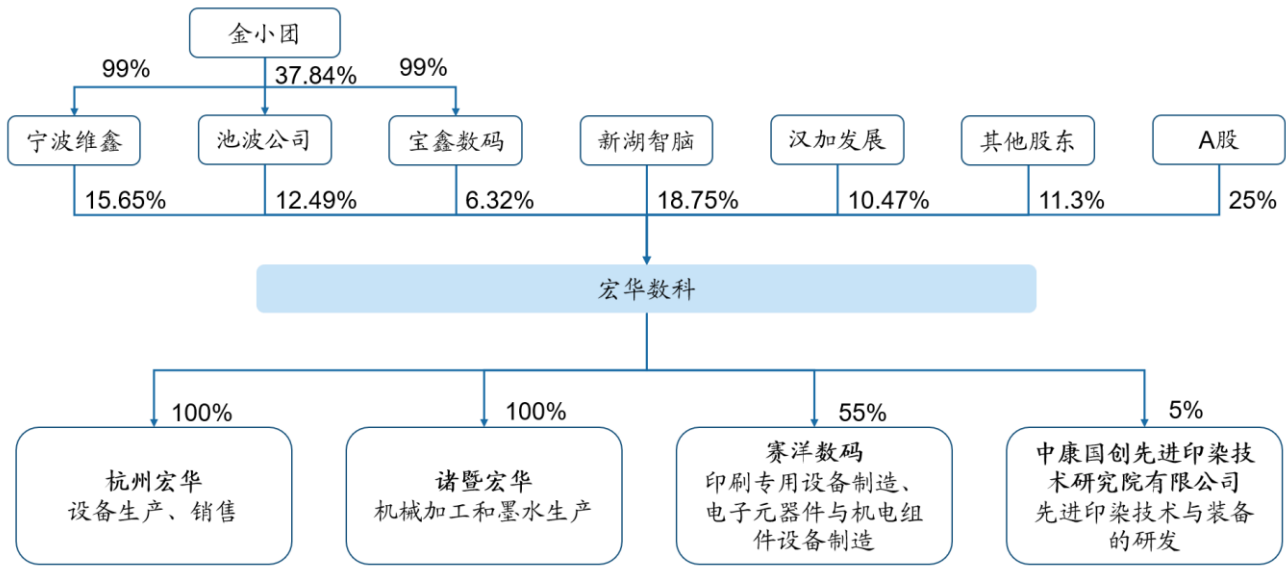 金小团
99%
37.84%
99%
宁波维鑫
池波公司
宝鑫数码
新湖智脑
汉加发展
其他股东
A股
15.65%
12.49%
6.32%
18.75%
10.47%
11.3%
25%
宏华数科
100%
100%
55%
5%
杭州宏华
设备生产、销售
诸暨宏华
机械加工和墨水生产
赛洋数码
印刷专用设备制造、
电子元器件与机电组
件设备制造
中康国创先进印染技
术研究院有限公司
先进印染技术与装备
的研发